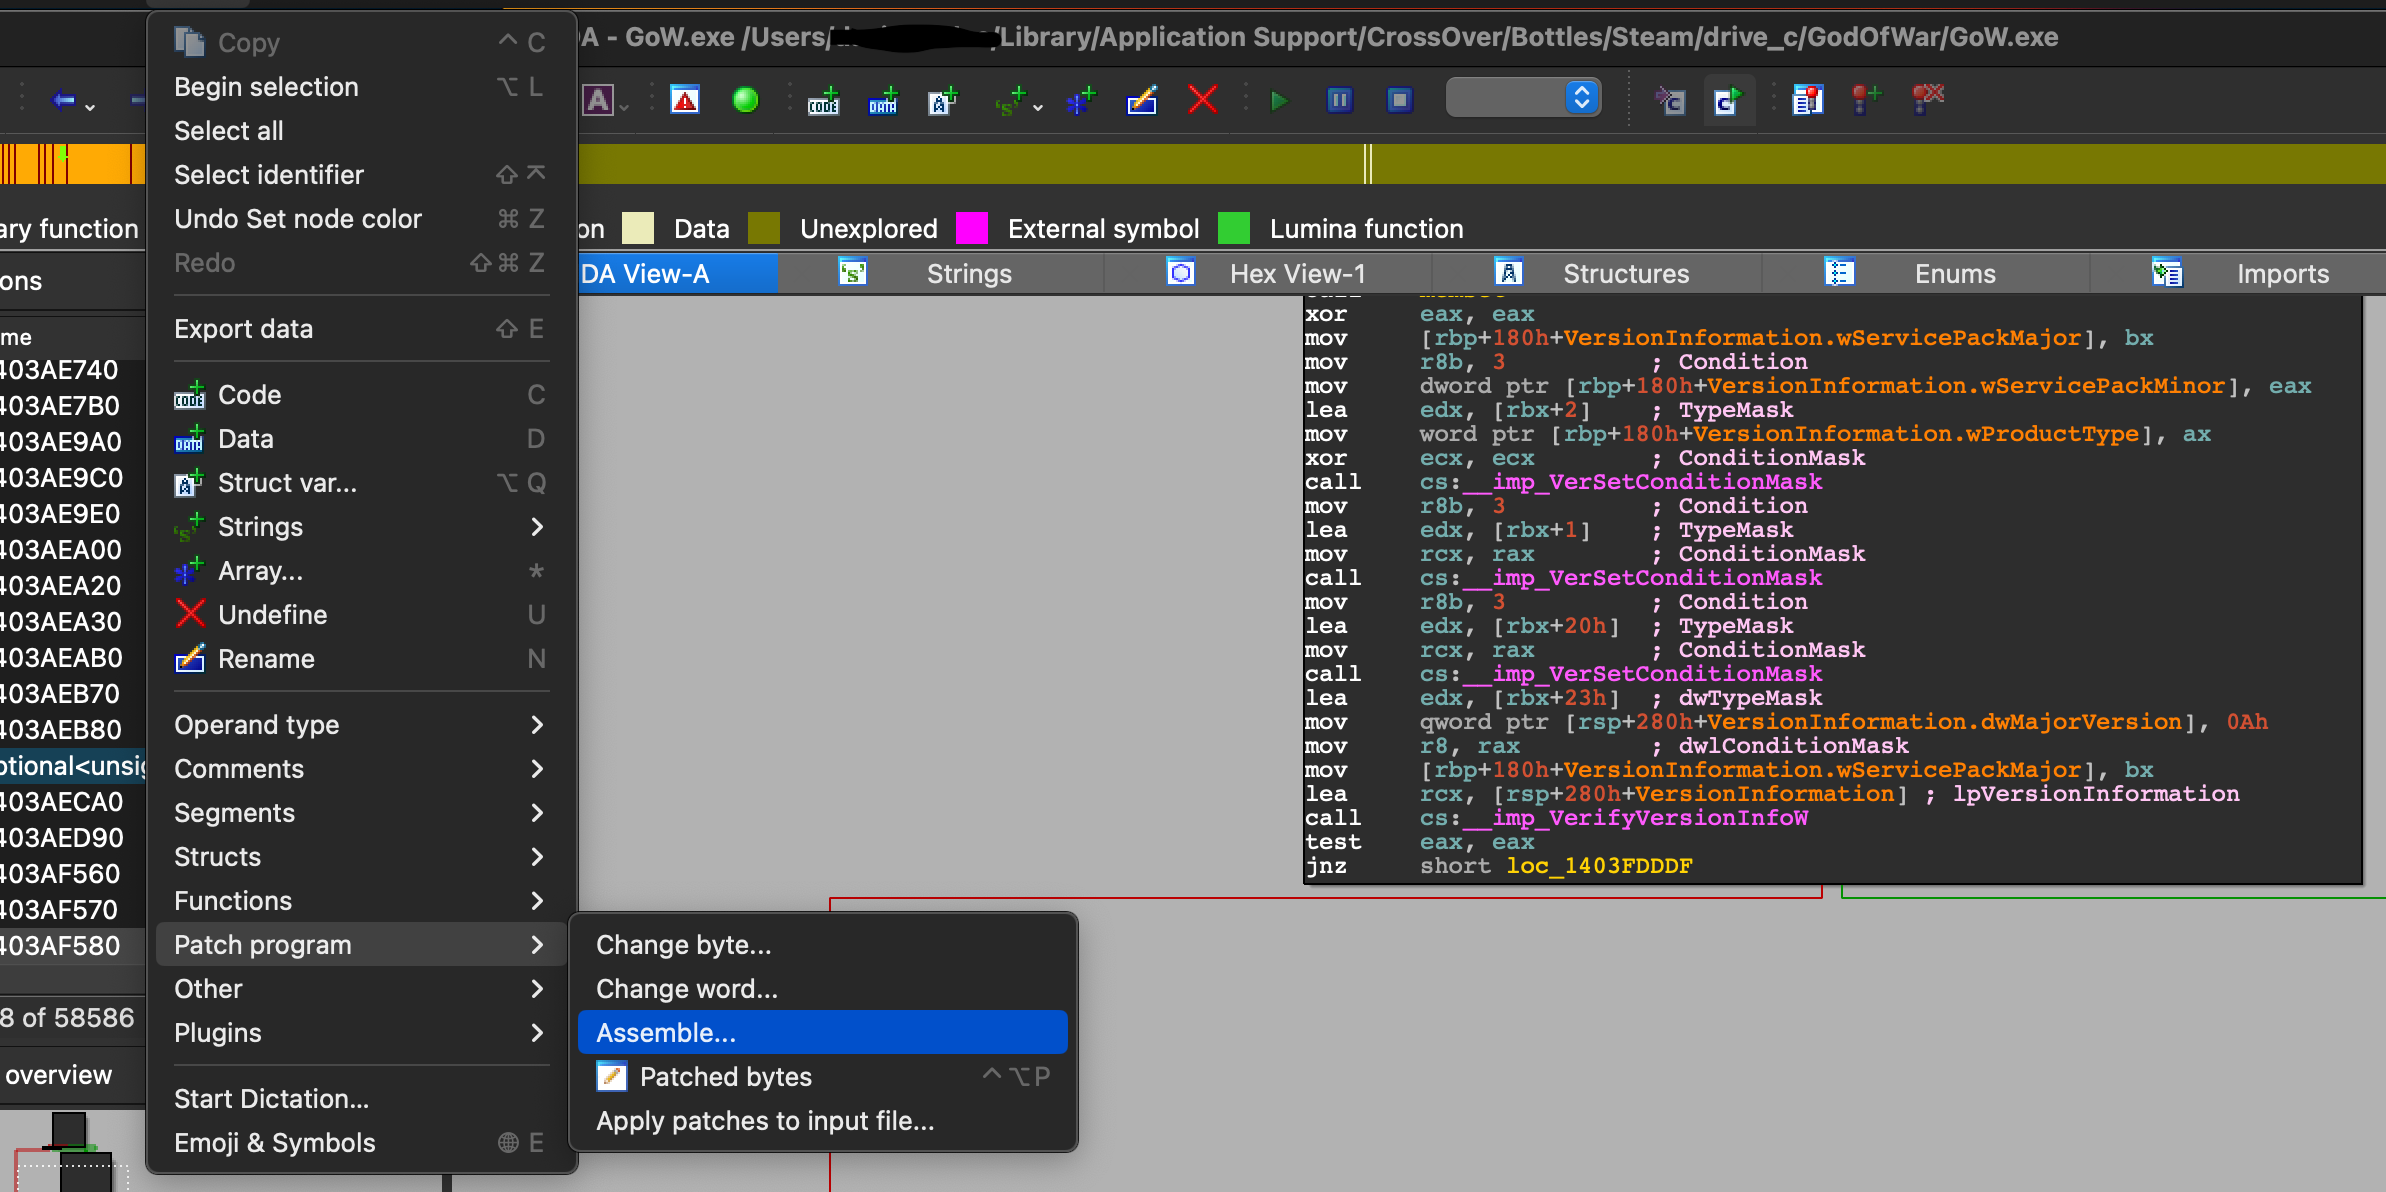 DA - GoW.exe /Users/ /Library/Application Support/CrossOver/Bottles/Steam/drive_c/GodOfWar/GoW.exe
Copy ⌃ C
Begin selection ⌥ L
Select all
Select identifier ⇧ ⌅
Undo Set node color ⌘ Z
Redo ⇧ ⌘ Z
Export data ⇧ E
Code C
Data D
Struct var... ⌥ Q
Strings
Array... *
Undefine U
Rename N
Operand type
Comments
Segments
Structs
Functions
Patch program
Other
Plugins
Start Dictation...
Emoji & Symbols E
Change byte...
Change word...
Assemble...
Patched bytes ⌃⌥P
Apply patches to input file...
ary function
on Data Unexplored External symbol Lumina function
ons
DA View-A Strings Hex View-1 Structures Enums Imports
me
403AE740
403AE7B0
403AE9A0
403AE9C0
403AE9E0
403AEA00
403AEA20
403AEA30
403AEAB0
403AEB70
403AEB80
ptional<unsig
403AECA0
403AED90
403AF560
403AF570
403AF580
8 of 58586
overview
xor eax, eax
mov [rbp+180h+VersionInformation.wServicePackMajor], bx
mov r8b, 3 ; Condition
mov dword ptr [rbp+180h+VersionInformation.wServicePackMinor], eax
lea edx, [rbx+2] ; TypeMask
mov word ptr [rbp+180h+VersionInformation.wProductType], ax
xor ecx, ecx ; ConditionMask
call cs:__imp_VerSetConditionMask
mov r8b, 3 ; Condition
lea edx, [rbx+1] ; TypeMask
mov rcx, rax ; ConditionMask
call cs:__imp_VerSetConditionMask
mov r8b, 3 ; Condition
lea edx, [rbx+20h] ; TypeMask
mov rcx, rax ; ConditionMask
call cs:__imp_VerSetConditionMask
lea edx, [rbx+23h] ; dwTypeMask
mov qword ptr [rsp+280h+VersionInformation.dwMajorVersion], 0Ah
mov r8, rax ; dwlConditionMask
mov [rbp+180h+VersionInformation.wServicePackMajor], bx
lea rcx, [rsp+280h+VersionInformation] ; lpVersionInformation
call cs:__imp_VerifyVersionInfoW
test eax, eax
jnz short loc_1403FDDDF